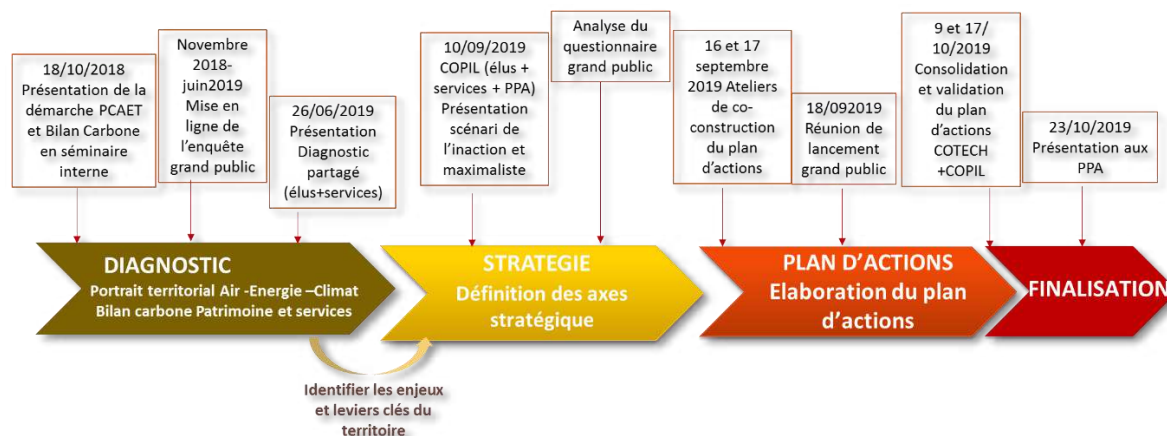 18/10/2018
Présentation de la
démarche PCAET
et Bilan Carbone
en séminaire
interne
Novembre
2018-
juin2019
Mise en
ligne de
l'enquête
grand public
26/06/2019
Présentation
Diagnostic
partagé
(élus+services)
10/09/2019
COPIL (élus +
services + PPA)
Présentation
scénari de
l'inaction et
maximaliste
Analyse du
questionnaire
grand public
16 et 17
septembre
2019 Ateliers
de co-
construction
du plan
d'actions
18/092019
Réunion de
lancement
grand public
9 et 17/
10/2019
Consolidation
et validation
du plan
d'actions
COTECH
+COPIL
23/10/2019
Présentation aux
PPA
DIAGNOSTIC
Portrait territorial Air -Energie –Climat
Bilan carbone Patrimoine et services
STRATEGIE
Définition des axes
stratégique
PLAN D'ACTIONS
Elaboration du plan
d'actions
FINALISATION
Identifier les enjeux
et leviers clés du
territoire